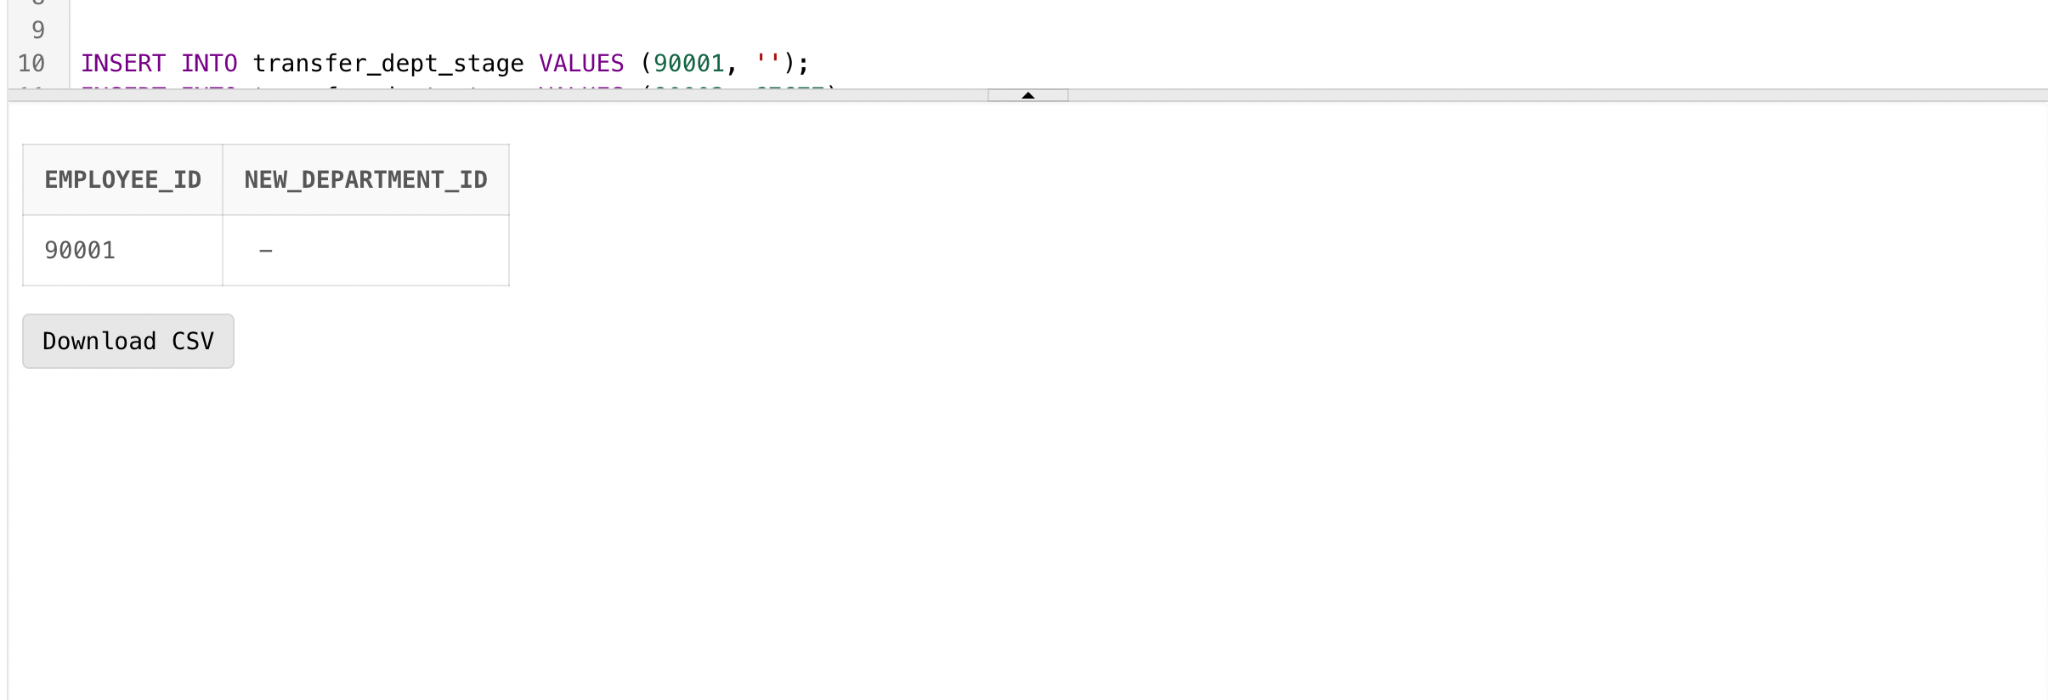 9
10 INSERT INTO transfer_dept_stage VALUES (90001, '');
EMPLOYEE_ID NEW_DEPARTMENT_ID
90001 -
Download CSV